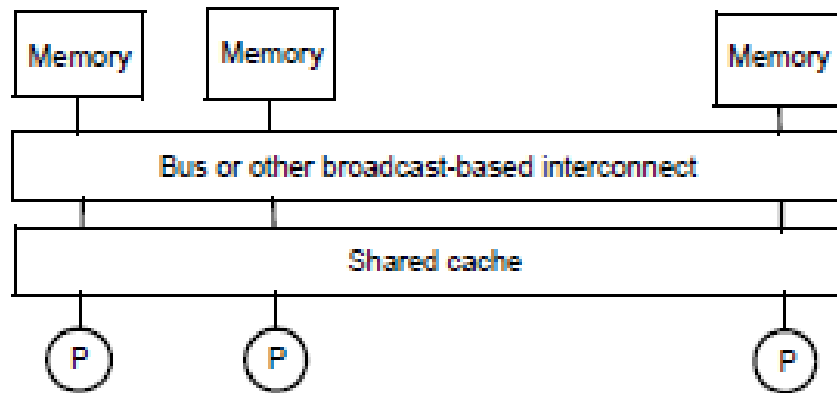 Memory
Memory
Memory
Bus or other broadcast-based interconnect
Shared cache
P
P
P